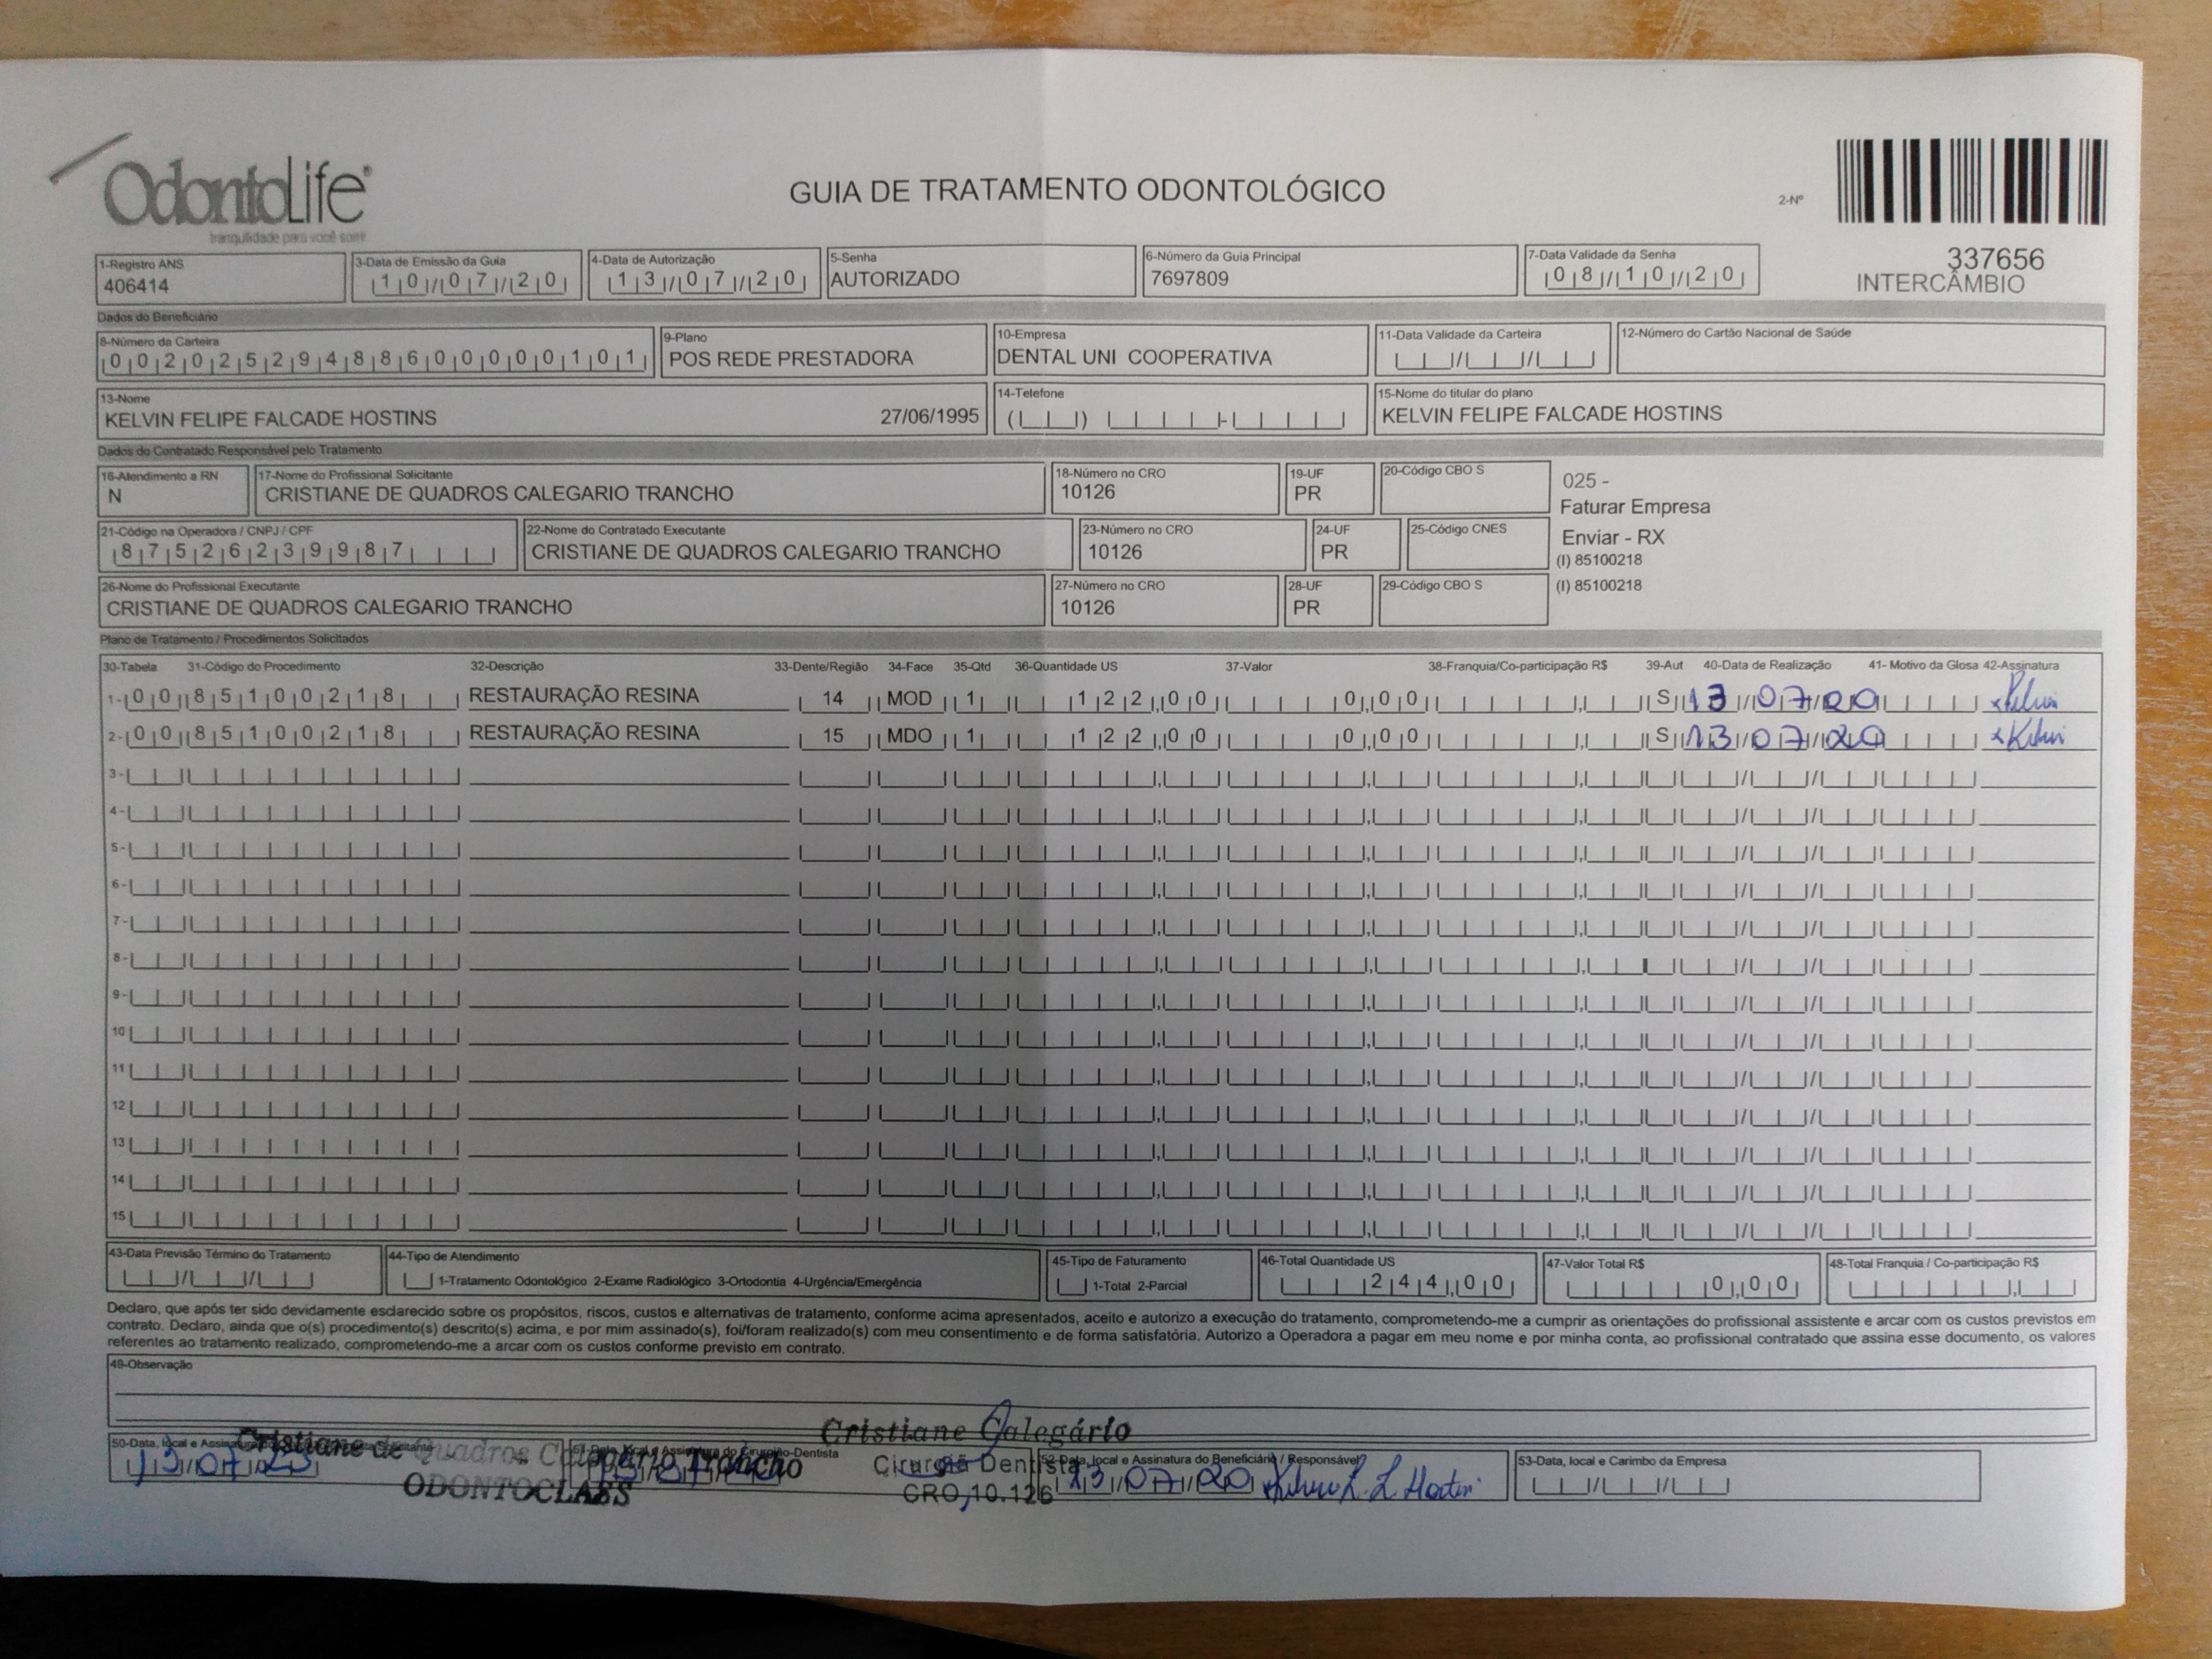 OdontoLife®
tranquilidade para você sorrir
GUIA DE TRATAMENTO ODONTOLÓGICO
2-Nº
337656
INTERCÂMBIO
1-Registro ANS
406414
3-Data de Emissão da Guia
10/07/20
4-Data de Autorização
13/07/20
5-Senha
AUTORIZADO
6-Número da Guia Principal
7697809
7-Data Validade da Senha
08/10/20
Dados do Beneficiário
8-Número da Carteira
00202529488600000101
9-Plano
POS REDE PRESTADORA
10-Empresa
DENTAL UNI COOPERATIVA
11-Data Validade da Carteira
12-Número do Cartão Nacional de Saúde
13-Nome
KELVIN FELIPE FALCADE HOSTINS 27/06/1995
14-Telefone
15-Nome do titular do plano
KELVIN FELIPE FALCADE HOSTINS
Dados do Contratado Responsável pelo Tratamento
16-Atendimento a RN
N
17-Nome do Profissional Solicitante
CRISTIANE DE QUADROS CALEGARIO TRANCHO
18-Número no CRO
10126
19-UF
PR
20-Código CBO S
025 -
Faturar Empresa
Enviar - RX
(I) 85100218
(I) 85100218
21-Código na Operadora / CNPJ / CPF
87526239987
22-Nome do Contratado Executante
CRISTIANE DE QUADROS CALEGARIO TRANCHO
23-Número no CRO
10126
24-UF
PR
25-Código CNES
26-Nome do Profissional Executante
CRISTIANE DE QUADROS CALEGARIO TRANCHO
27-Número no CRO
10126
28-UF
PR
29-Código CBO S
Plano de Tratamento / Procedimentos Solicitados
30-Tabela 31-Código do Procedimento 32-Descrição 33-Dente/Região 34-Face 35-Qtd 36-Quantidade US 37-Valor 38-Franquia/Co-participação R$ 39-Aut 40-Data de Realização 41- Motivo da Glosa 42-Assinatura
1- 00 85100218 RESTAURAÇÃO RESINA 14 MOD 1 122,00 0,00 S 13/07/20 x Kelvin
2- 00 85100218 RESTAURAÇÃO RESINA 15 MDO 1 122,00 0,00 S 13/07/20 x Kelvin
3-
4-
5-
6-
7-
8-
9-
10
11
12
13
14
15
43-Data Previsão Término do Tratamento
44-Tipo de Atendimento
1-Tratamento Odontológico 2-Exame Radiológico 3-Ortodontia 4-Urgência/Emergência
45-Tipo de Faturamento
1-Total 2-Parcial
46-Total Quantidade US
244,00
47-Valor Total R$
0,00
48-Total Franquia / Co-participação R$
Declaro, que após ter sido devidamente esclarecido sobre os propósitos, riscos, custos e alternativas de tratamento, conforme acima apresentados, aceito e autorizo a execução do tratamento, comprometendo-me a cumprir as orientações do profissional assistente e arcar com os custos previstos em
contrato. Declaro, ainda que o(s) procedimento(s) descrito(s) acima, e por mim assinado(s), foi/foram realizado(s) com meu consentimento e de forma satisfatória. Autorizo a Operadora a pagar em meu nome e por minha conta, ao profissional contratado que assina esse documento, os valores
referentes ao tratamento realizado, comprometendo-me a arcar com os custos conforme previsto em contrato.
49-Observação
Cristiane de Quadros Calegário Trancho
ODONTOCLASS
Cristiane Calegário
Cirurgiã Dentista
CRO, 10.126
52-Data, local e Assinatura do Beneficiário / Responsável
13/07/20
53-Data, local e Carimbo da Empresa